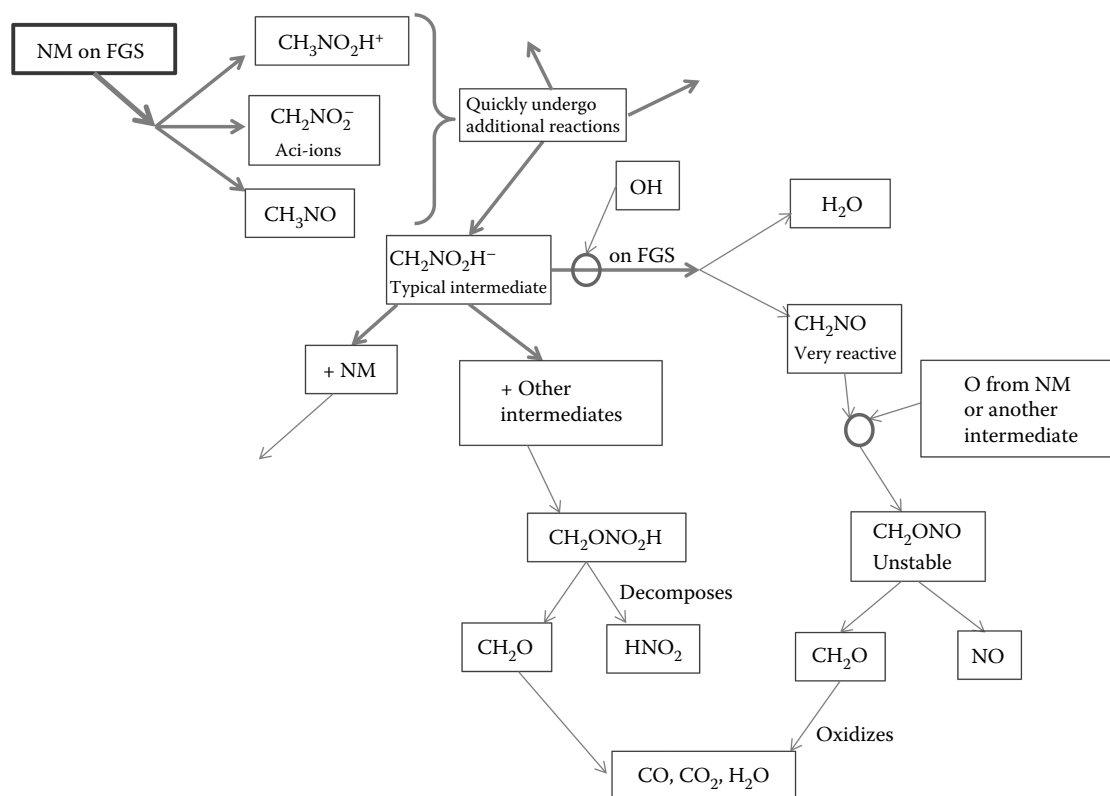 NM on FGS
CH₃NO₂H⁺
CH₂NO₂⁻
Aci-ions
CH₃NO
Quickly undergo
additional reactions
OH
H₂O
CH₂NO₂H⁻
Typical intermediate
on FGS
CH₂NO
Very reactive
+ NM
+ Other
intermediates
O from NM
or another
intermediate
CH₂ONO₂H
CH₂ONO
Unstable
Decomposes
CH₂O
HNO₂
CH₂O
NO
Oxidizes
CO, CO₂, H₂O